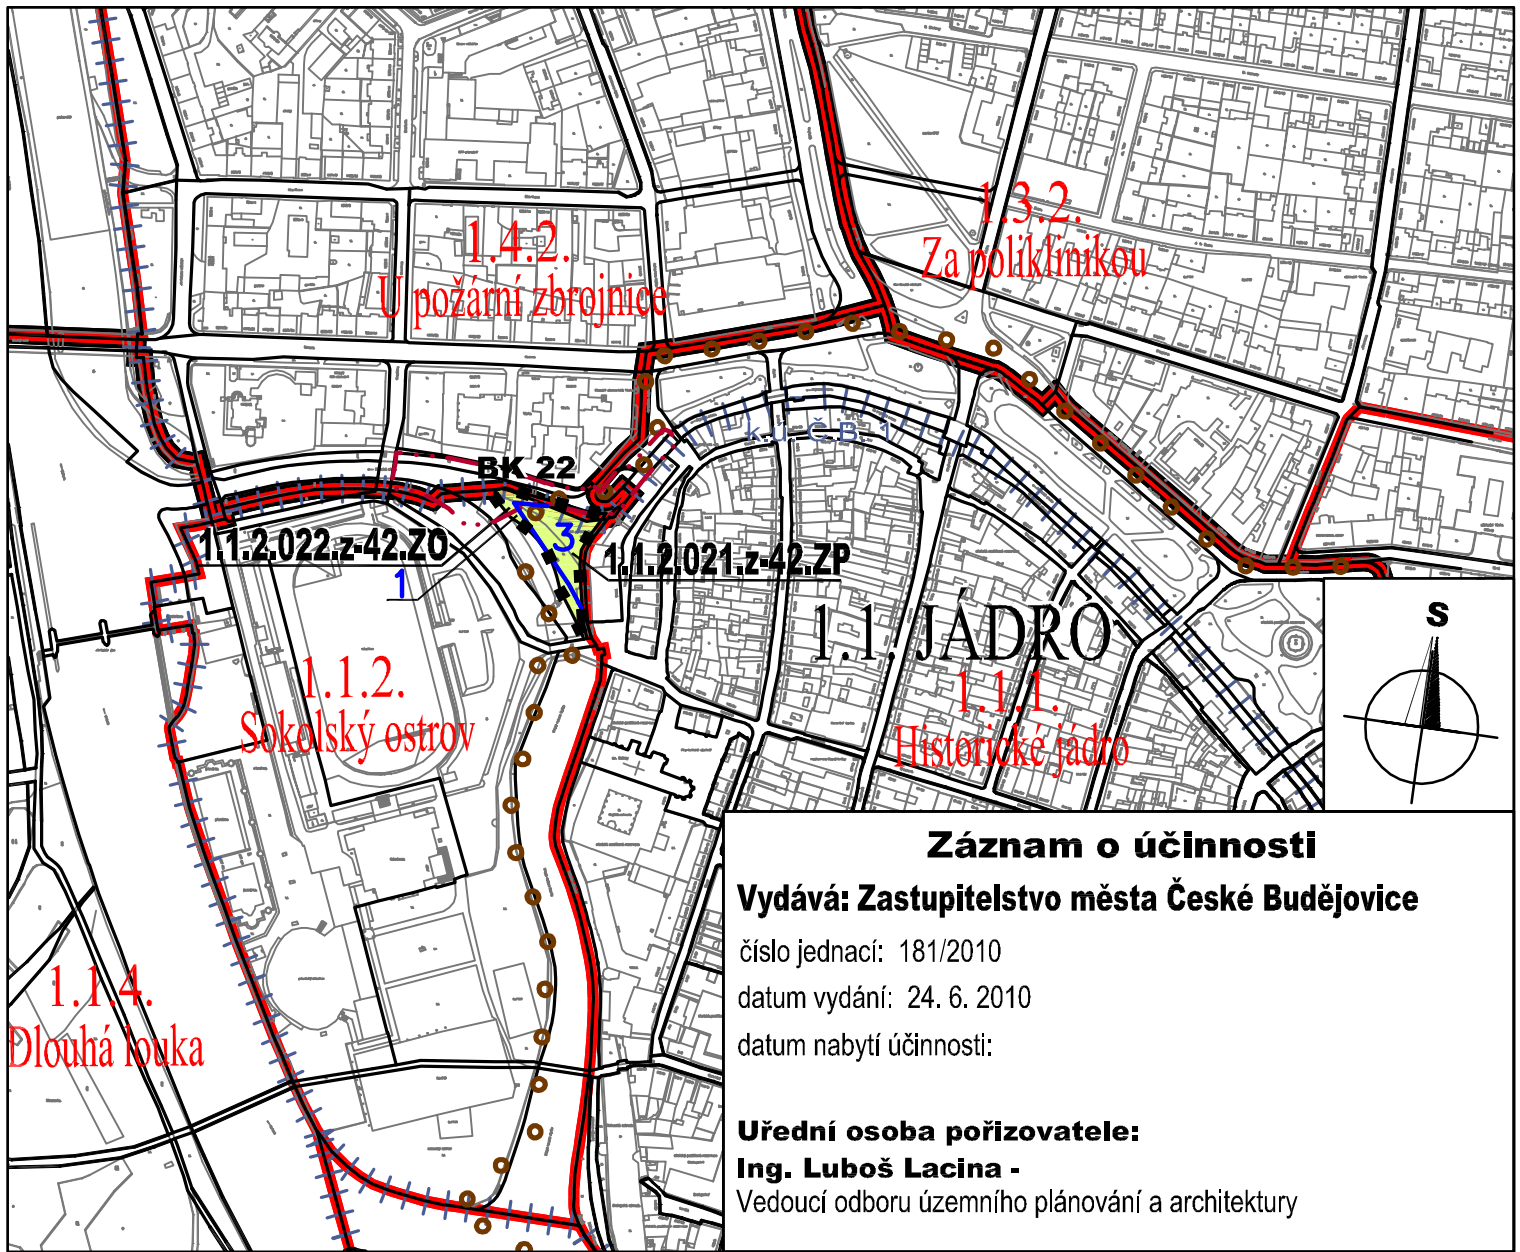 1.3.2.
Za poliklinikou
1.4.2.
U požární zbrojnice
k.ú. Č.B. 1
BK 22
3
1.1.2.022.z-42.ZO
1.1.2.021.z-42.ZP
1
1.1. JÁDRO
1.1.2.
Sokolský ostrov
1.1.1.
Historické jádro
S
1.1.4.
Dlouhá louka
Záznam o účinnosti
Vydává: Zastupitelstvo města České Budějovice
číslo jednací: 181/2010
datum vydání: 24. 6. 2010
datum nabytí účinnosti:
Uřední osoba pořizovatele:
Ing. Luboš Lacina -
Vedoucí odboru územního plánování a architektury